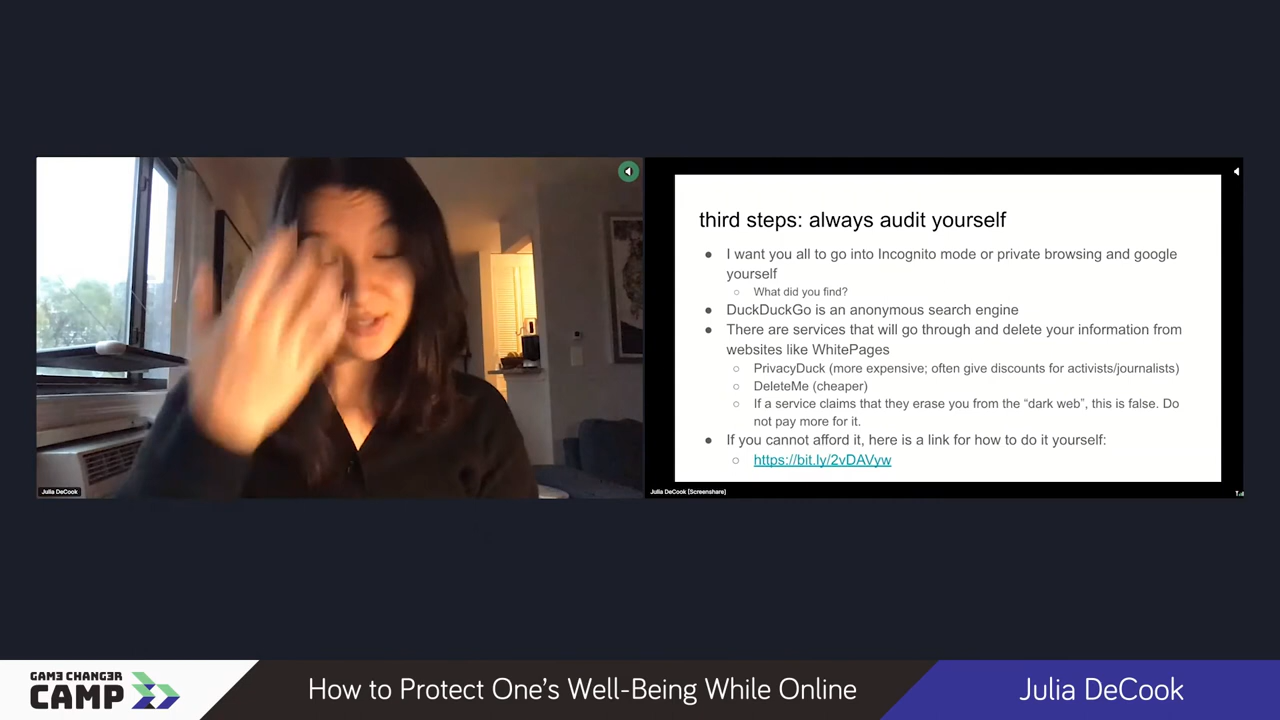 third steps: always audit yourself
● I want you all to go into Incognito mode or private browsing and google
yourself
○ What did you find?
● DuckDuckGo is an anonymous search engine
● There are services that will go through and delete your information from
websites like WhitePages
○ PrivacyDuck (more expensive; often give discounts for activists/journalists)
○ DeleteMe (cheaper)
○ If a service claims that they erase you from the “dark web”, this is false. Do
not pay more for it.
● If you cannot afford it, here is a link for how to do it yourself:
○ https://bit.ly/2vDAVyw
Julia DeCook
Julia DeCook (Screenshare)
GAME CHANGER
CAMP
How to Protect One’s Well-Being While Online
Julia DeCook